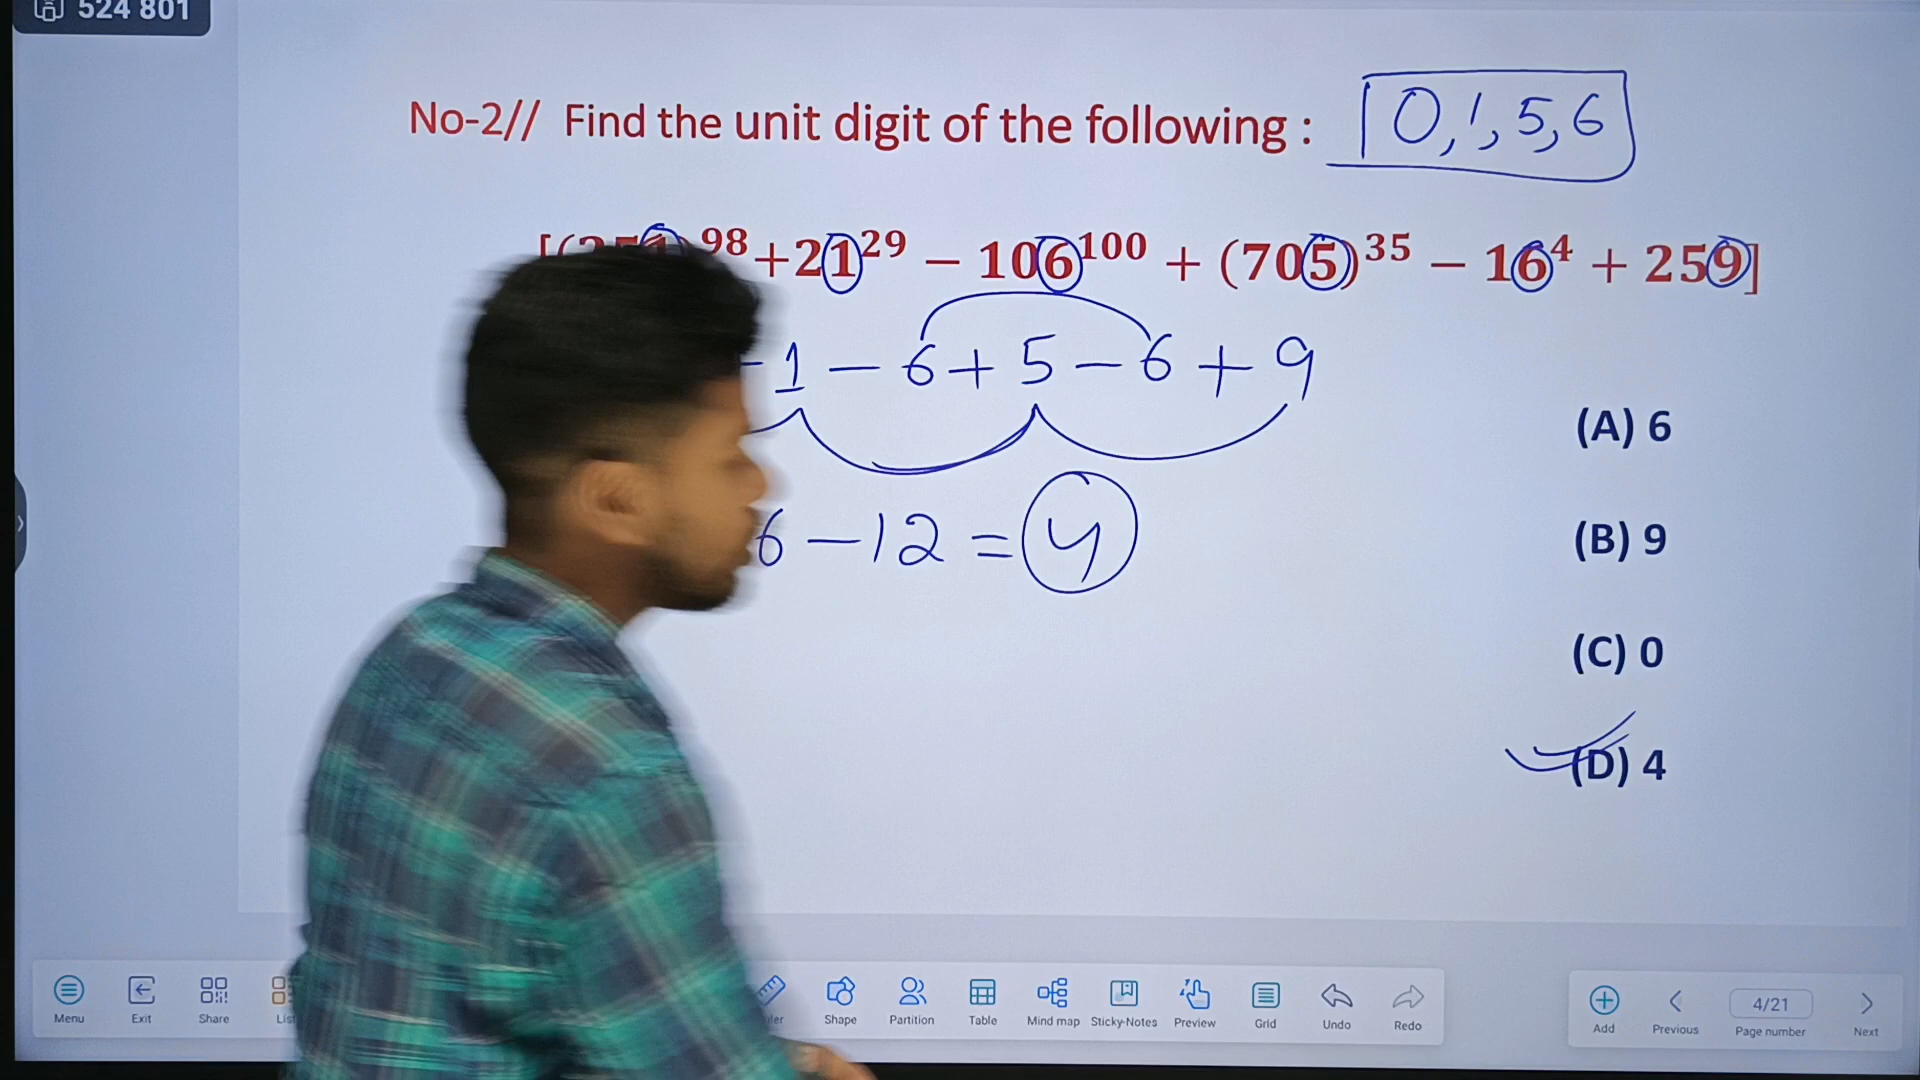 524 801
No-2// Find the unit digit of the following :
0, 1, 5, 6
98 + 21^29 − 106^100 + (705)^35 − 16^4 + 259]
1 − 6 + 5 − 6 + 9
6 − 12 = 4
(A) 6
(B) 9
(C) 0
(D) 4
Menu Exit Share Shape Partition Table Mind map Sticky-Notes Preview Grid Undo Redo Add Previous 4/21 Page number Next